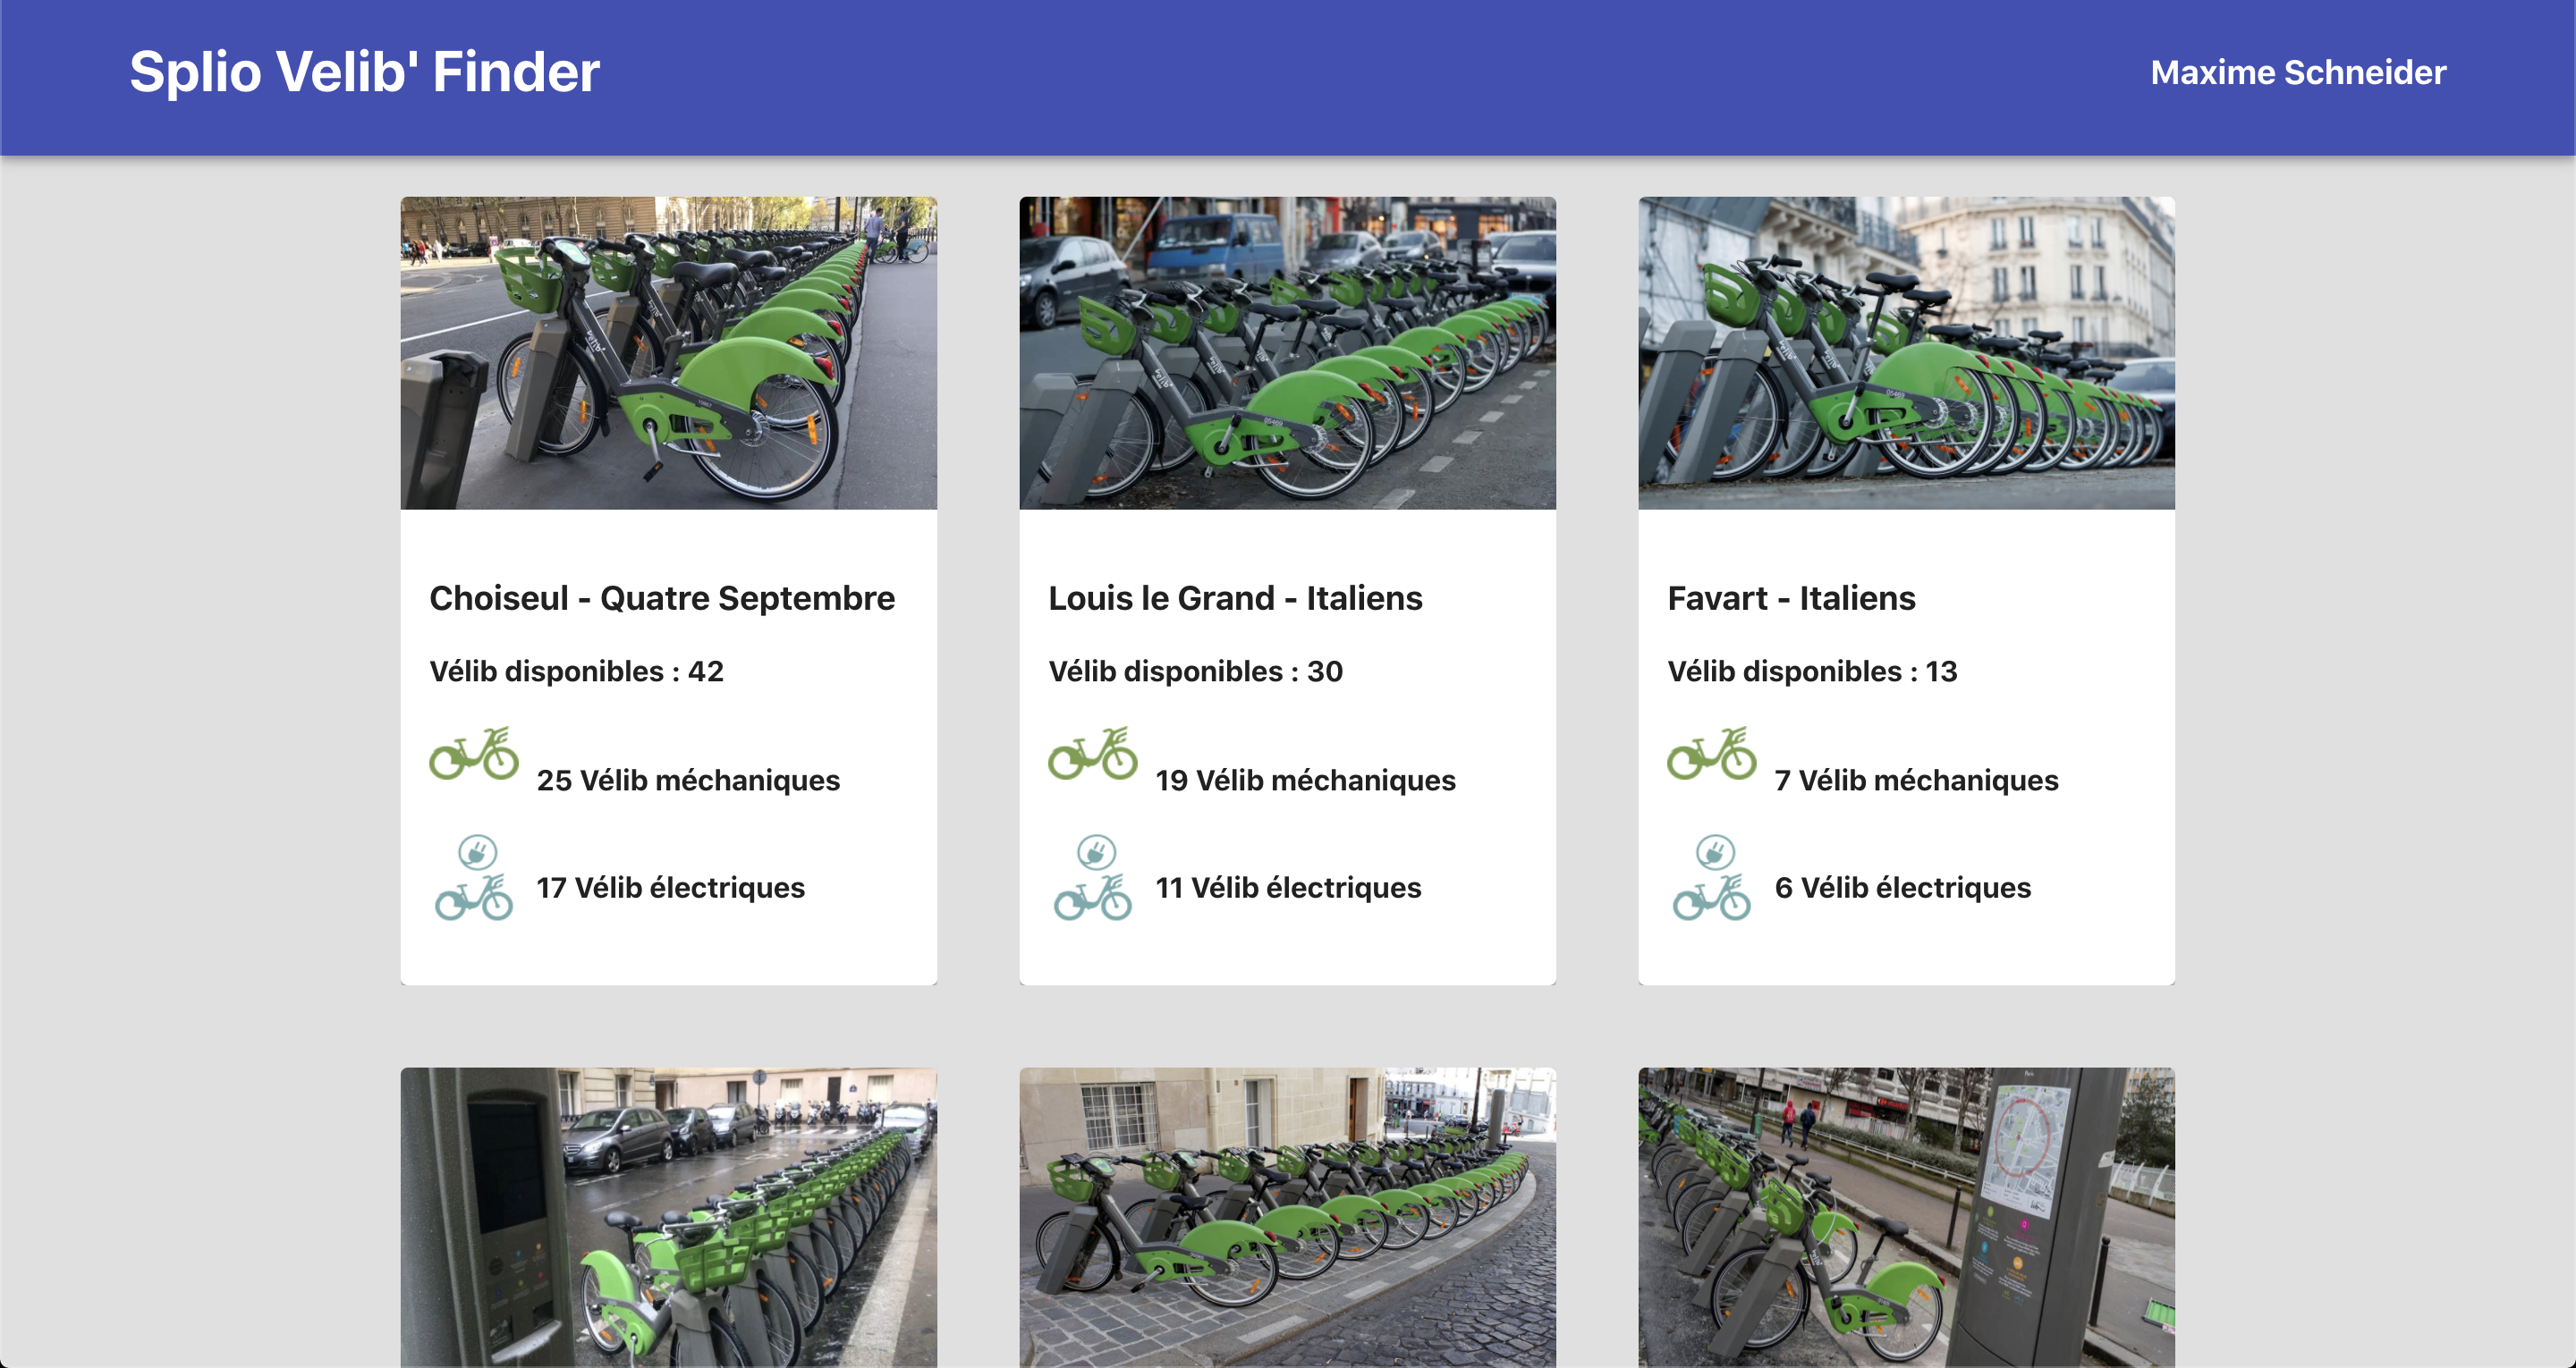 Splio Velib' Finder
Maxime Schneider
Choiseul - Quatre Septembre
Vélib disponibles : 42
25 Vélib méchaniques
17 Vélib électriques
Louis le Grand - Italiens
Vélib disponibles : 30
19 Vélib méchaniques
11 Vélib électriques
Favart - Italiens
Vélib disponibles : 13
7 Vélib méchaniques
6 Vélib électriques